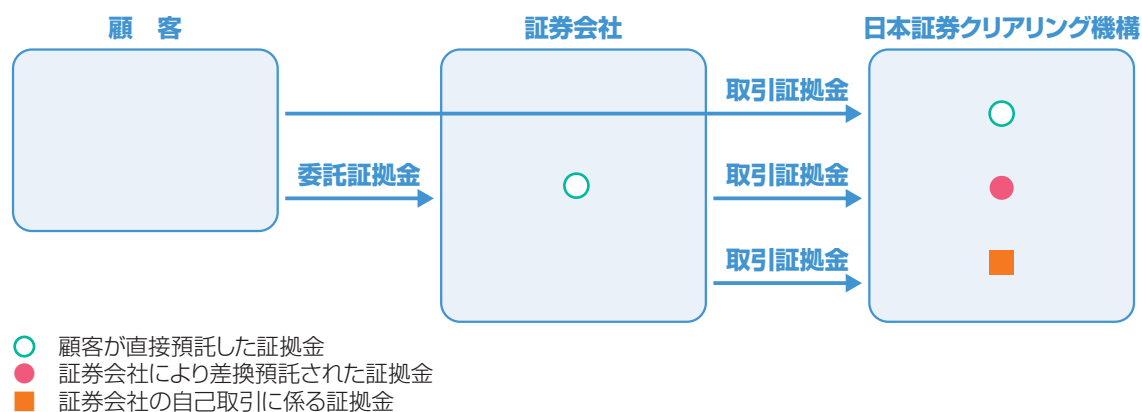 顧 客
証券会社
日本証券クリアリング機構
取引証拠金
委託証拠金
取引証拠金
取引証拠金
顧客が直接預託した証拠金
証券会社により差換預託された証拠金
証券会社の自己取引に係る証拠金